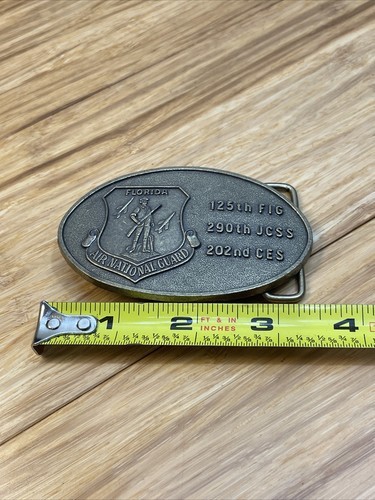 FLORIDA
AIR NATIONAL GUARD
125th FIG
290th JCSS
202nd CES
1 2 3 4
FT & IN
INCHES